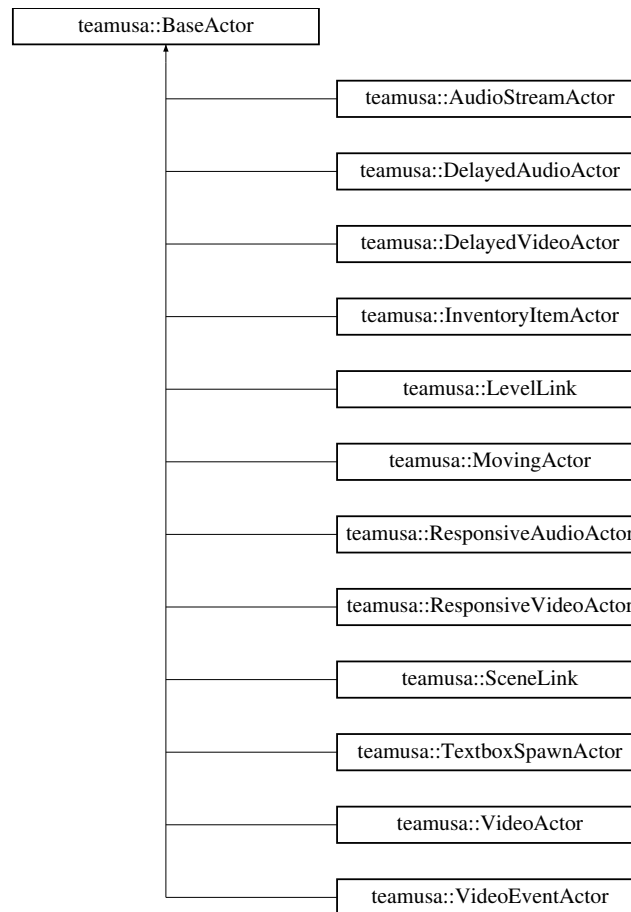 teamusa::BaseActor
teamusa::AudioStreamActor
teamusa::DelayedAudioActor
teamusa::DelayedVideoActor
teamusa::InventoryItemActor
teamusa::LevelLink
teamusa::MovingActor
teamusa::ResponsiveAudioActor
teamusa::ResponsiveVideoActor
teamusa::SceneLink
teamusa::TextboxSpawnActor
teamusa::VideoActor
teamusa::VideoEventActor